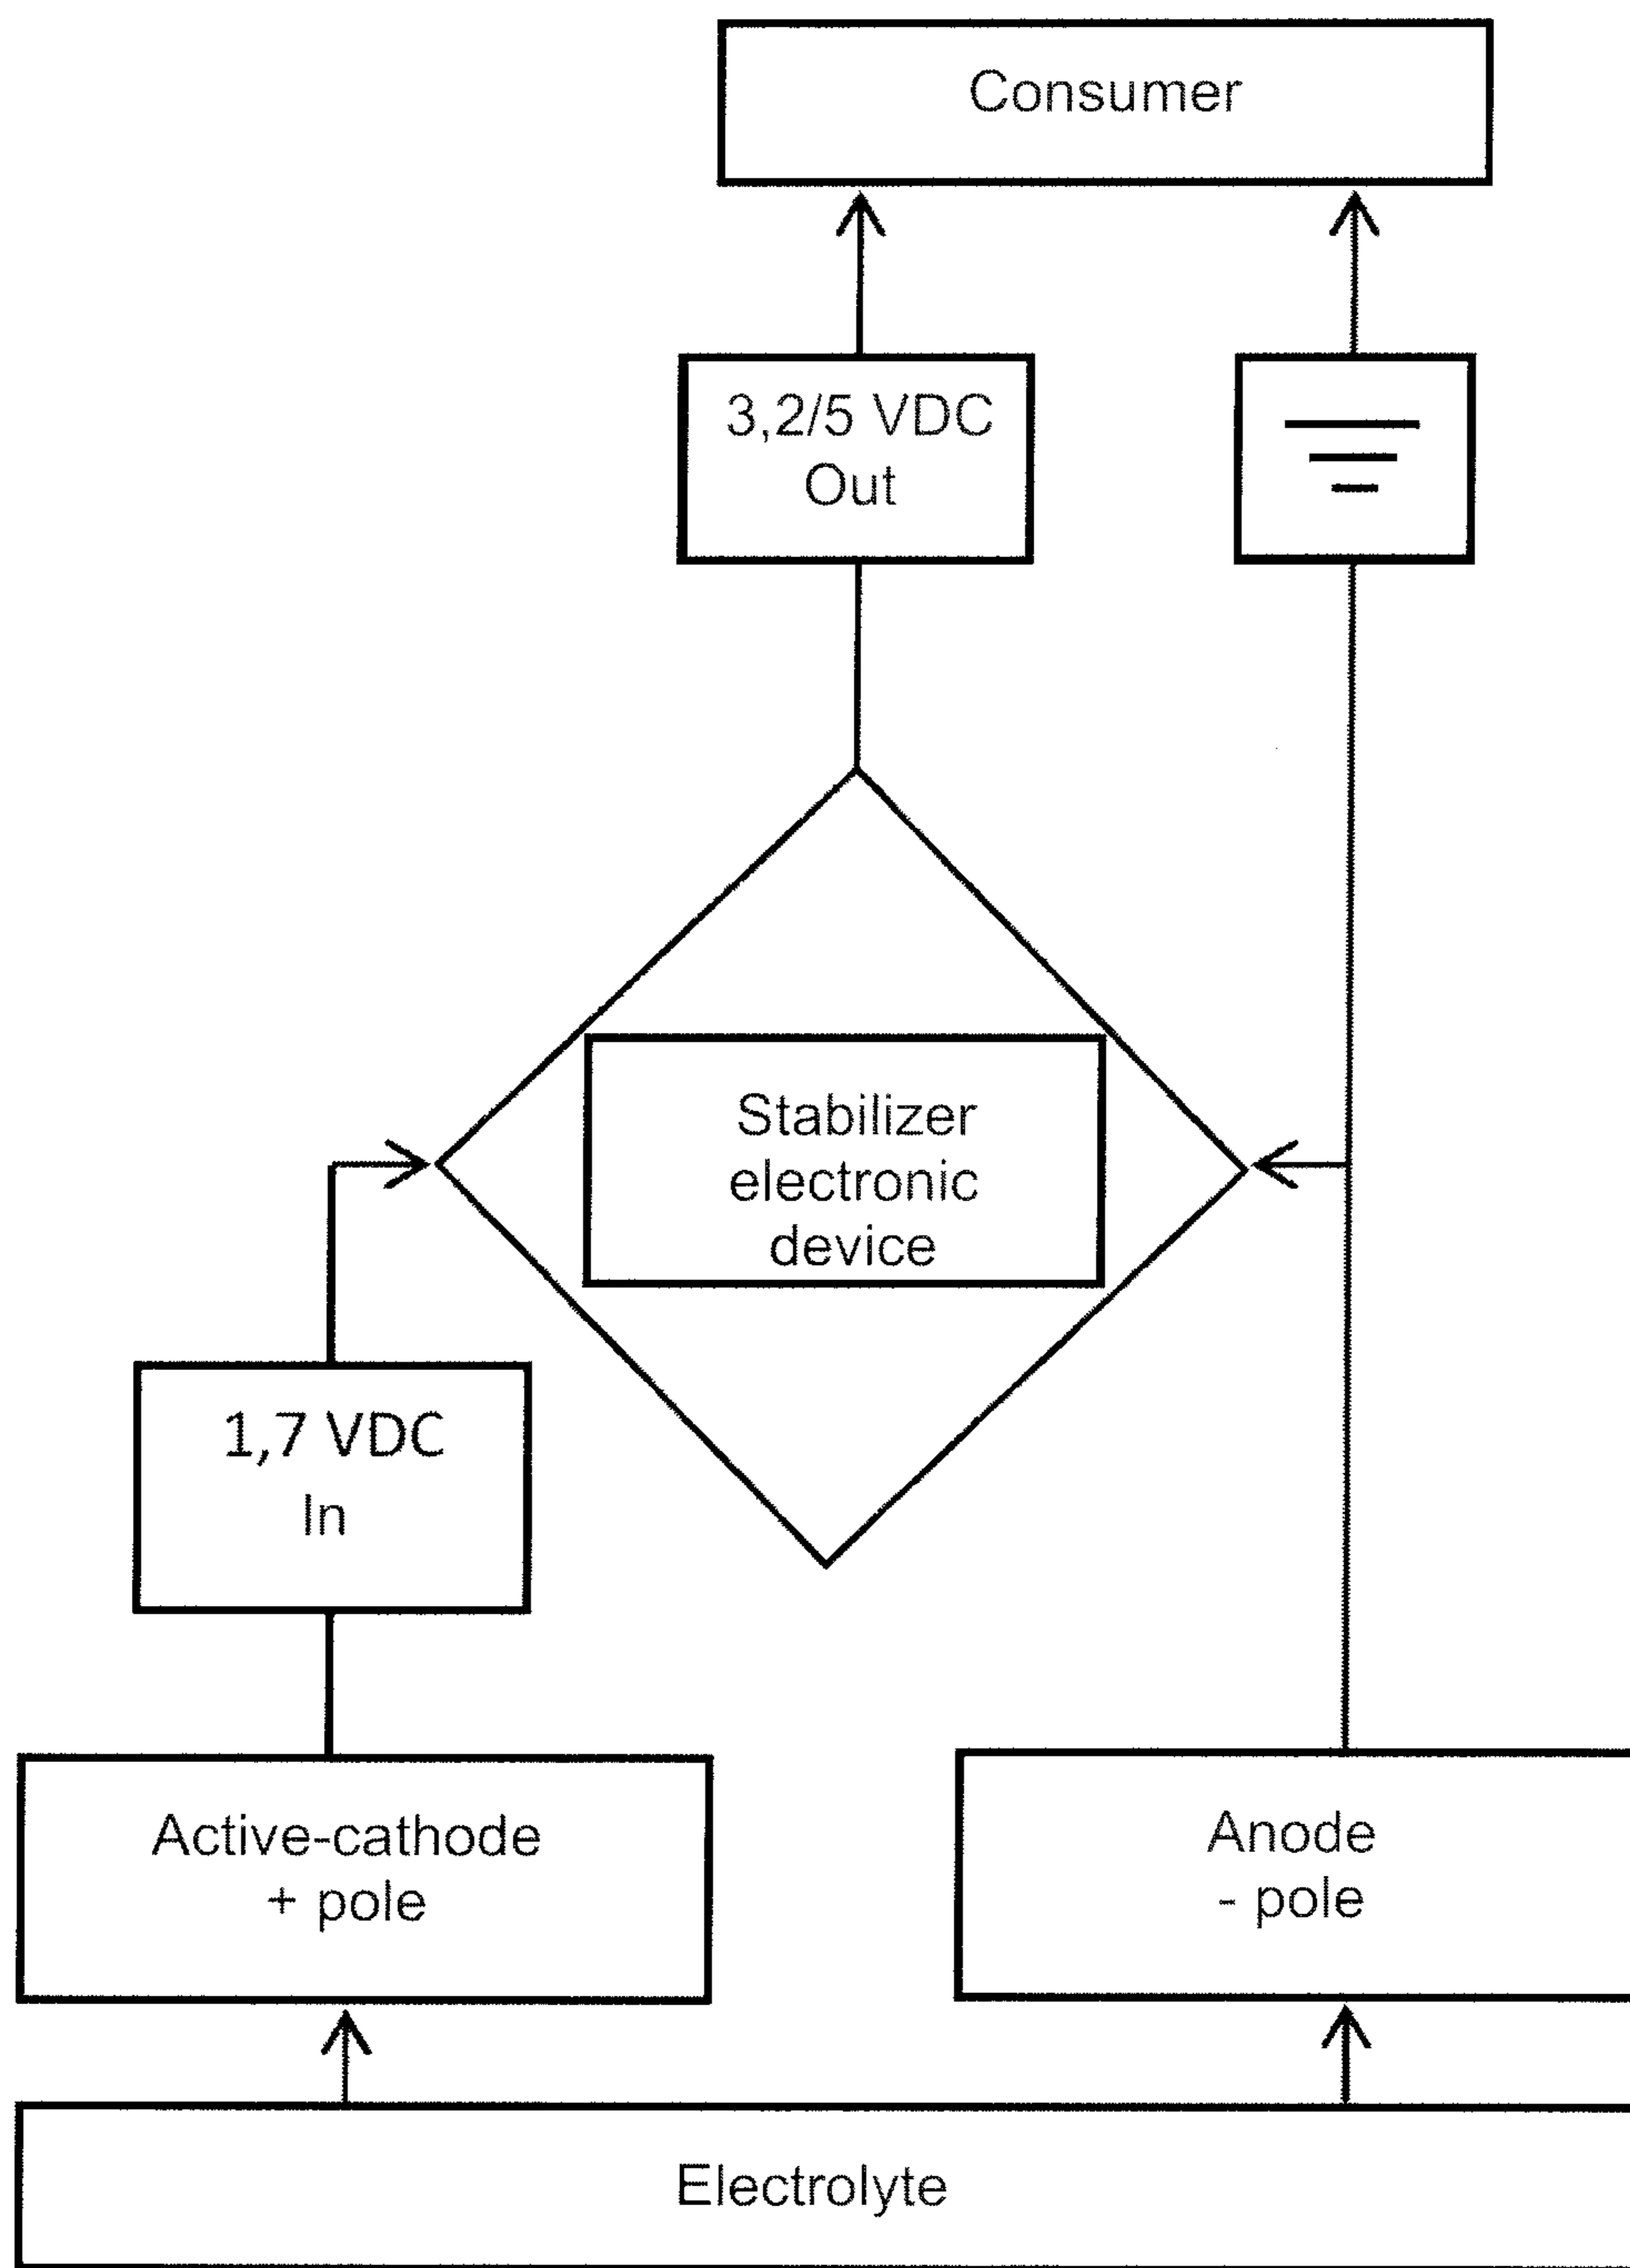 Consumer
3,2/5 VDC
Out
Stabilizer
electronic
device
1,7 VDC
In
Active-cathode
+ pole
Anode
- pole
Electrolyte